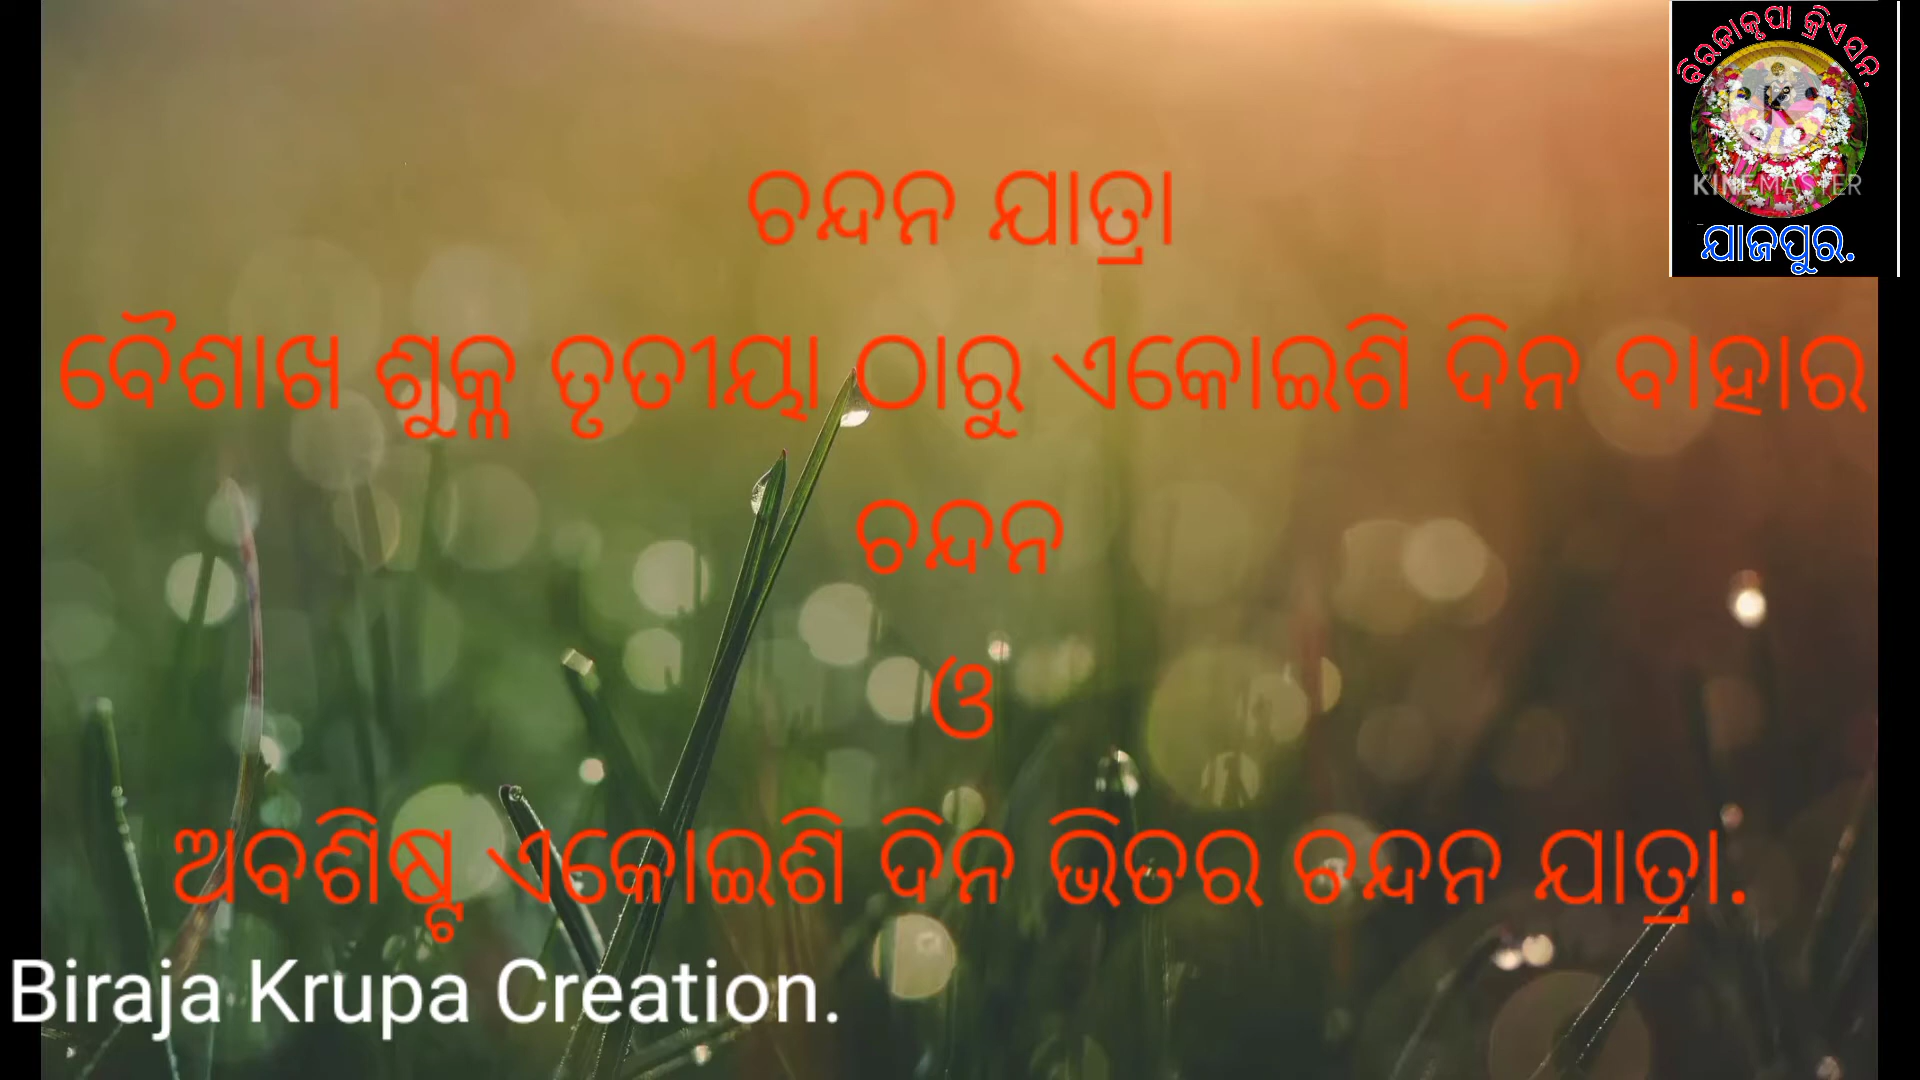 ବିରଜାକୃପା କ୍ରିଏସନ.
KINEMASTER
ଯାଜପୁର.
ଚନ୍ଦନ ଯାତ୍ରା
ବୈଶାଖ ଶୁକ୍ଳ ତୃତୀୟା ଠାରୁ ଏକୋଇଶି ଦିନ ବାହାର
ଚନ୍ଦନ
ଓ
ଅବଶିଷ୍ଟ ଏକୋଇଶି ଦିନ ଭିତର ଚନ୍ଦନ ଯାତ୍ରା.
Biraja Krupa Creation.